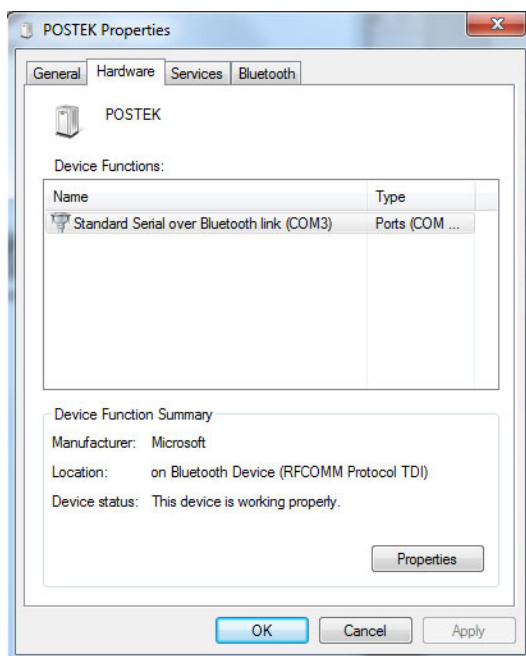 POSTEK Properties
General Hardware Services Bluetooth
POSTEK
Device Functions:
Name Type
Standard Serial over Bluetooth link (COM3) Ports (COM ...
Device Function Summary
Manufacturer: Microsoft
Location: on Bluetooth Device (RFCOMM Protocol TDI)
Device status: This device is working properly.
Properties
OK Cancel Apply